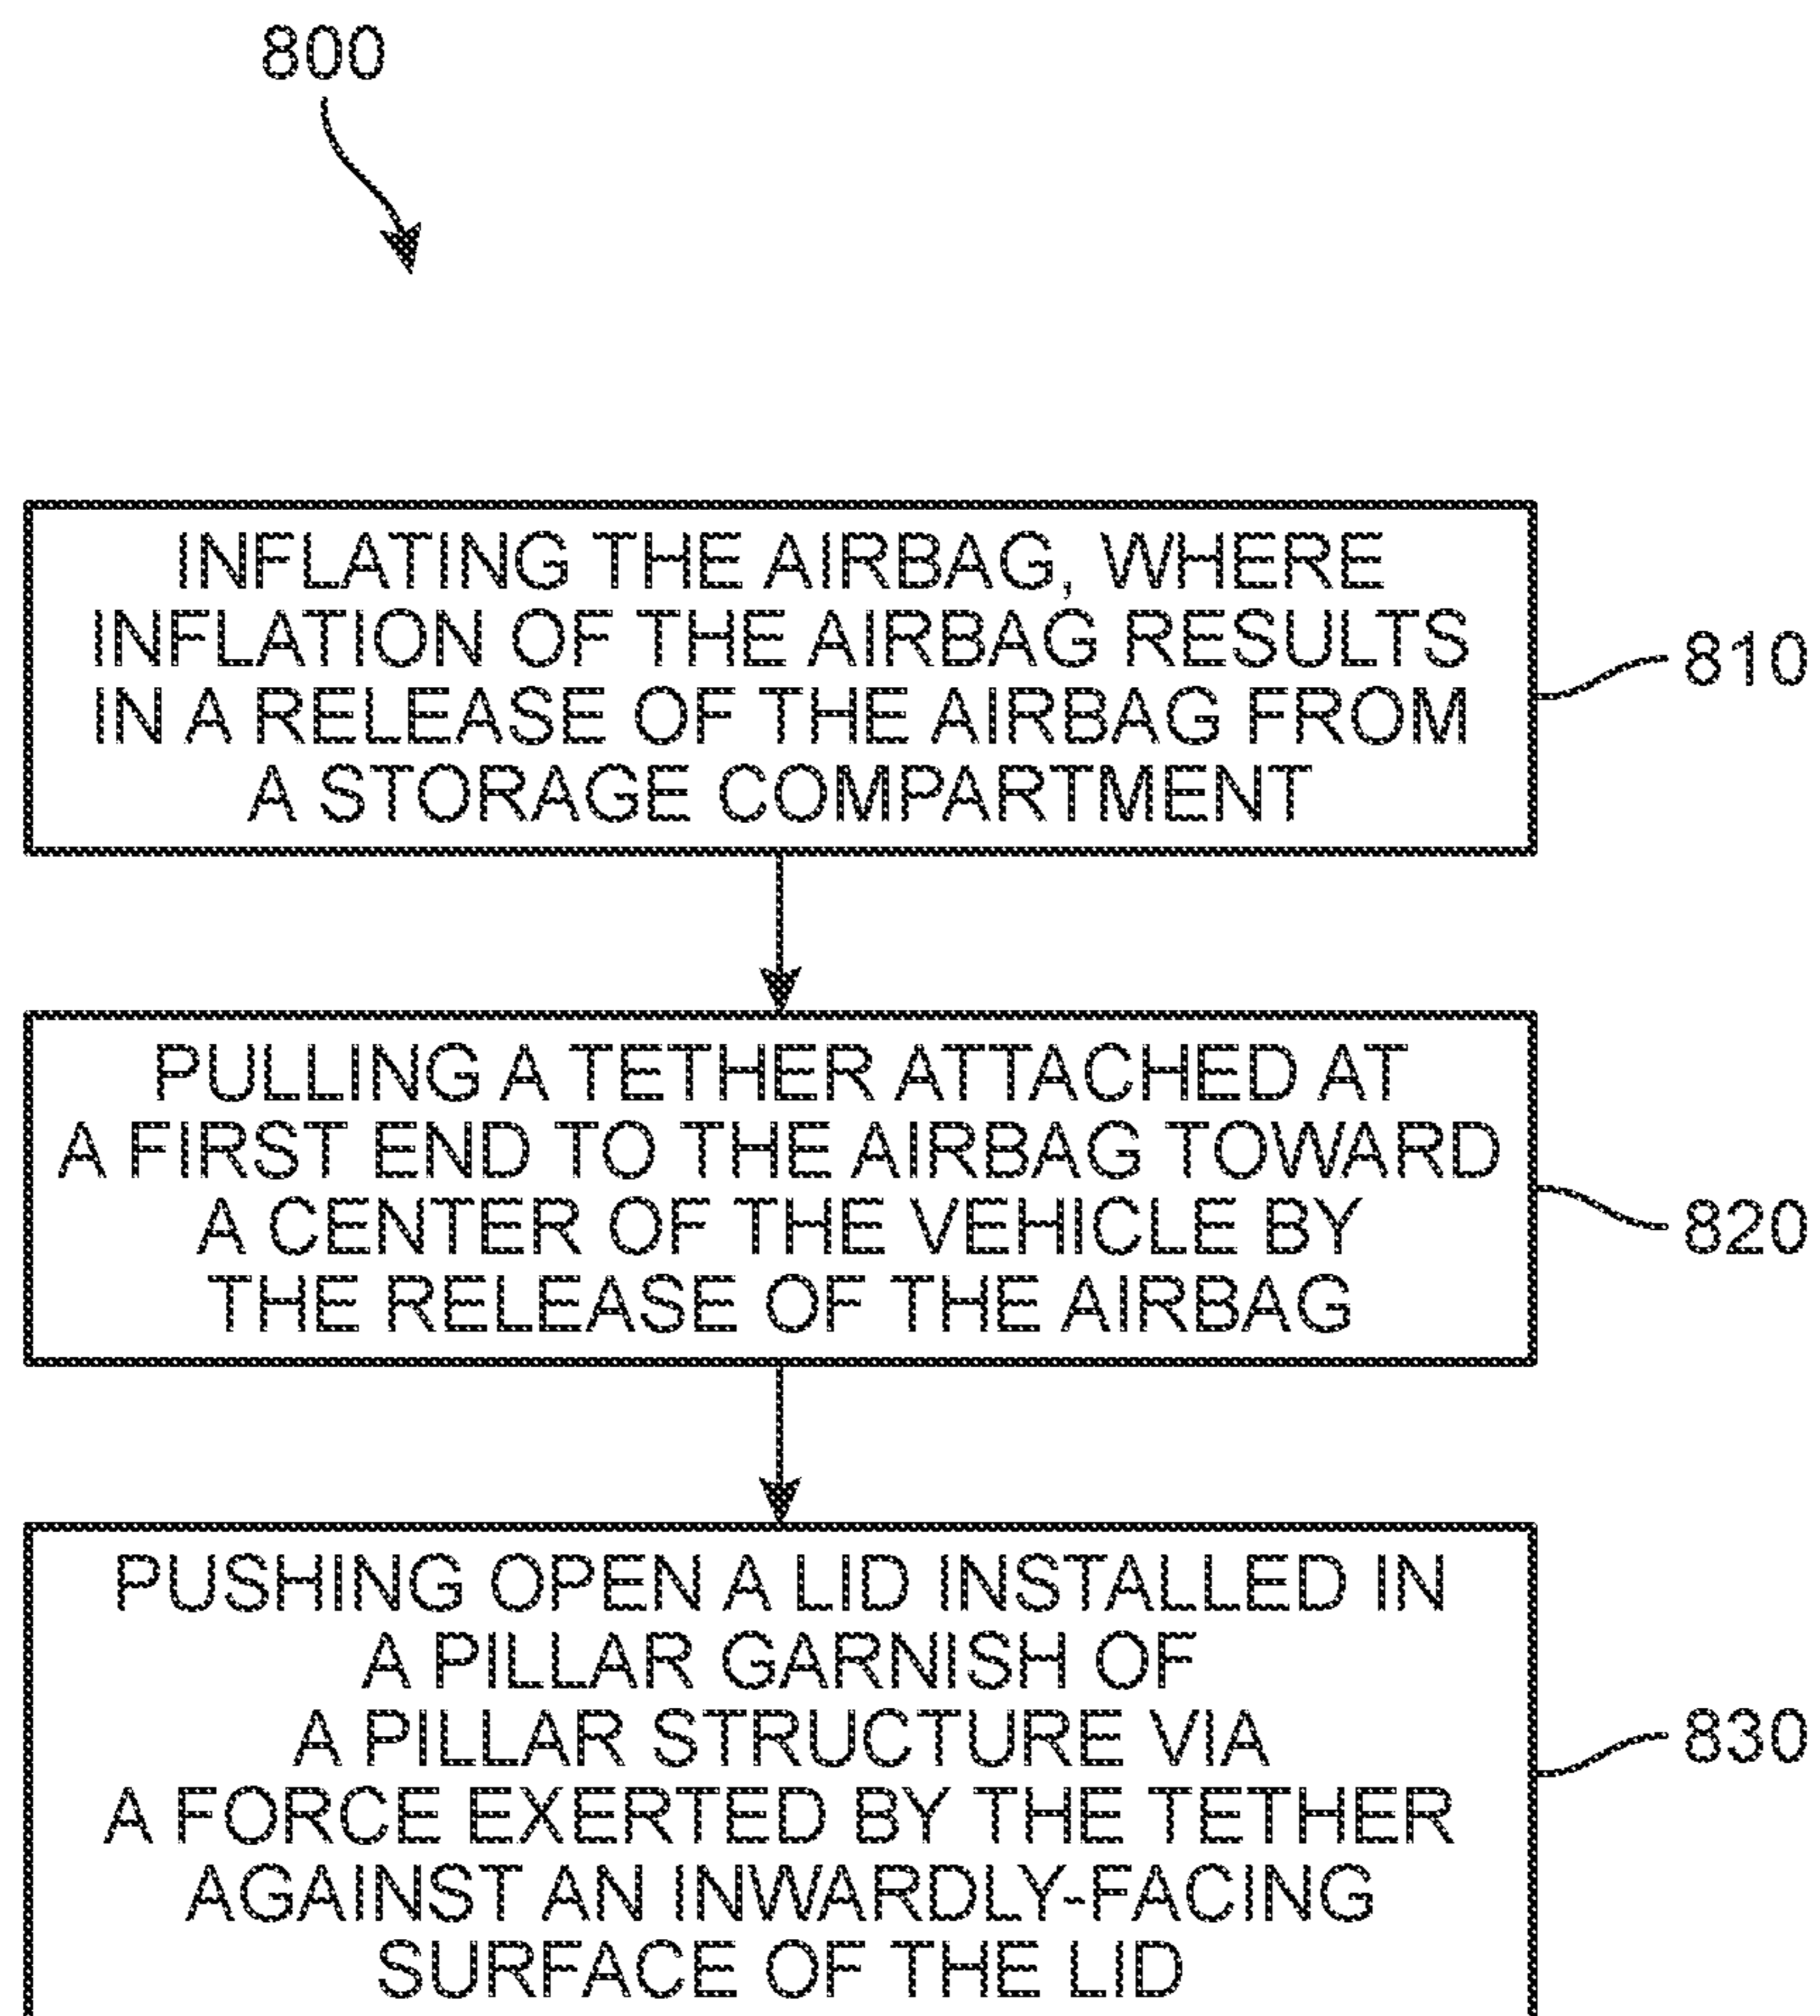 800
INFLATING THE AIRBAG, WHERE
INFLATION OF THE AIRBAG RESULTS
IN A RELEASE OF THE AIRBAG FROM
A STORAGE COMPARTMENT
810
PULLING A TETHER ATTACHED AT
A FIRST END TO THE AIRBAG TOWARD
A CENTER OF THE VEHICLE BY
THE RELEASE OF THE AIRBAG
820
PUSHING OPEN A LID INSTALLED IN
A PILLAR GARNISH OF
A PILLAR STRUCTURE VIA
A FORCE EXERTED BY THE TETHER
AGAINST AN INWARDLY-FACING
SURFACE OF THE LID
830